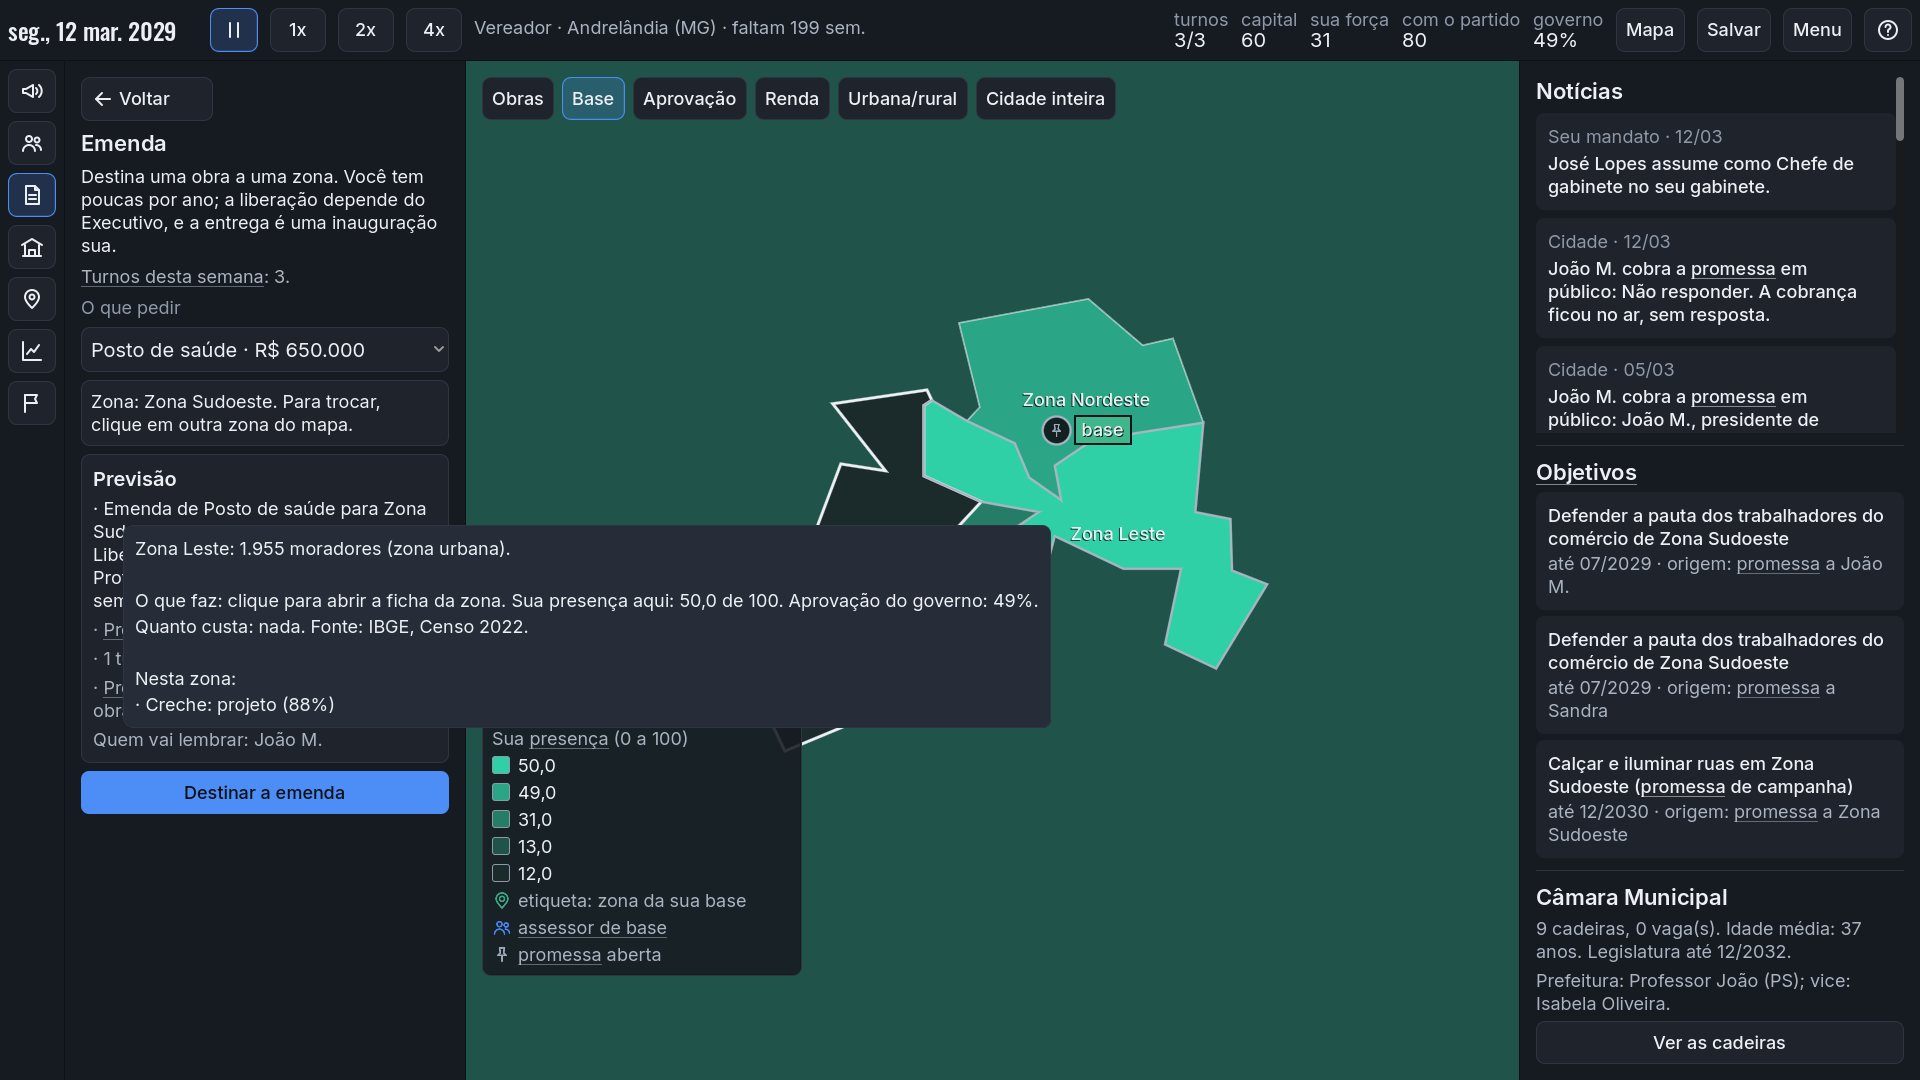 seg., 12 mar. 2029
1x
2x
4x
Vereador · Andrelândia (MG) · faltam 199 sem.
turnos
3/3
capital
60
sua força
31
com o partido
80
governo
49%
Mapa
Salvar
Menu
Voltar
Emenda
Destina uma obra a uma zona. Você tem
poucas por ano; a liberação depende do
Executivo, e a entrega é uma inauguração
sua.
Turnos desta semana: 3.
O que pedir
Posto de saúde · R$ 650.000
Zona: Zona Sudoeste. Para trocar,
clique em outra zona do mapa.
Previsão
· Emenda de Posto de saúde para Zona
Quem vai lembrar: João M.
Destinar a emenda
Obras
Base
Aprovação
Renda
Urbana/rural
Cidade inteira
Zona Nordeste
base
Zona Leste
Zona Leste: 1.955 moradores (zona urbana).
O que faz: clique para abrir a ficha da zona. Sua presença aqui: 50,0 de 100. Aprovação do governo: 49%.
Quanto custa: nada. Fonte: IBGE, Censo 2022.
Nesta zona:
· Creche: projeto (88%)
Sua presença (0 a 100)
50,0
49,0
31,0
13,0
12,0
etiqueta: zona da sua base
assessor de base
promessa aberta
Notícias
Seu mandato · 12/03
José Lopes assume como Chefe de
gabinete no seu gabinete.
Cidade · 12/03
João M. cobra a promessa em
público: Não responder. A cobrança
ficou no ar, sem resposta.
Cidade · 05/03
João M. cobra a promessa em
público: João M., presidente de
Objetivos
Defender a pauta dos trabalhadores do
comércio de Zona Sudoeste
até 07/2029 · origem: promessa a João
M.
Defender a pauta dos trabalhadores do
comércio de Zona Sudoeste
até 07/2029 · origem: promessa a
Sandra
Calçar e iluminar ruas em Zona
Sudoeste (promessa de campanha)
até 12/2030 · origem: promessa a Zona
Sudoeste
Câmara Municipal
9 cadeiras, 0 vaga(s). Idade média: 37
anos. Legislatura até 12/2032.
Prefeitura: Professor João (PS); vice:
Isabela Oliveira.
Ver as cadeiras